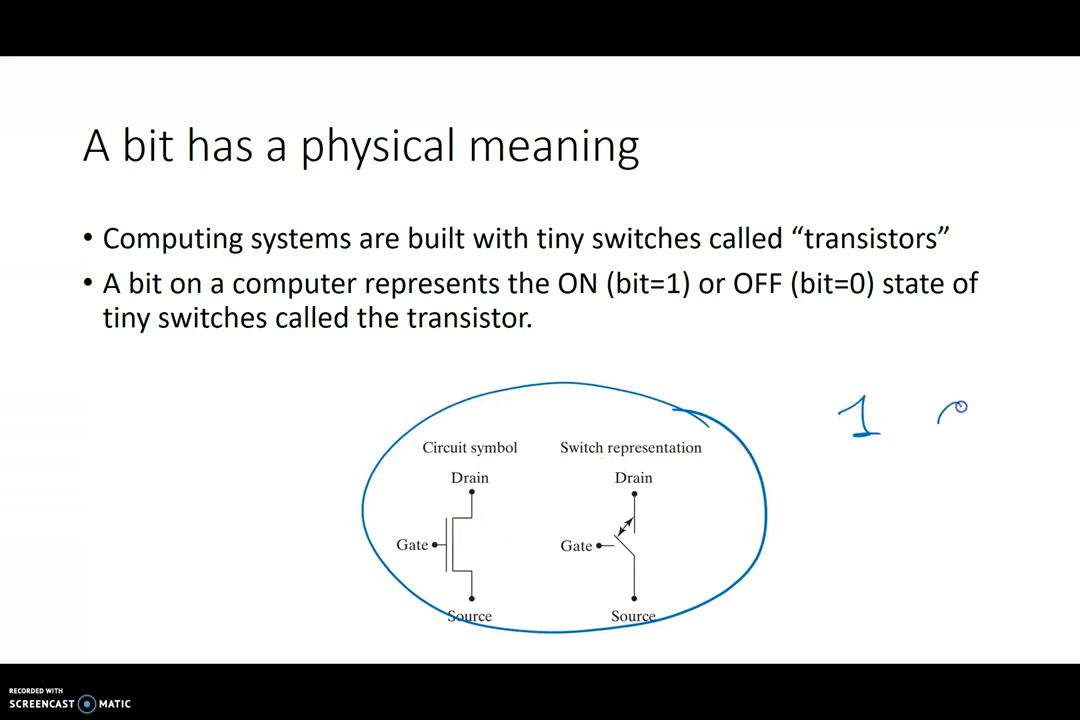 A bit has a physical meaning
• Computing systems are built with tiny switches called “transistors”
• A bit on a computer represents the ON (bit=1) or OFF (bit=0) state of
tiny switches called the transistor.
1
Circuit symbol Switch representation
Drain Drain
Gate Gate
Source Source
RECORDED WITH
SCREENCAST MATIC